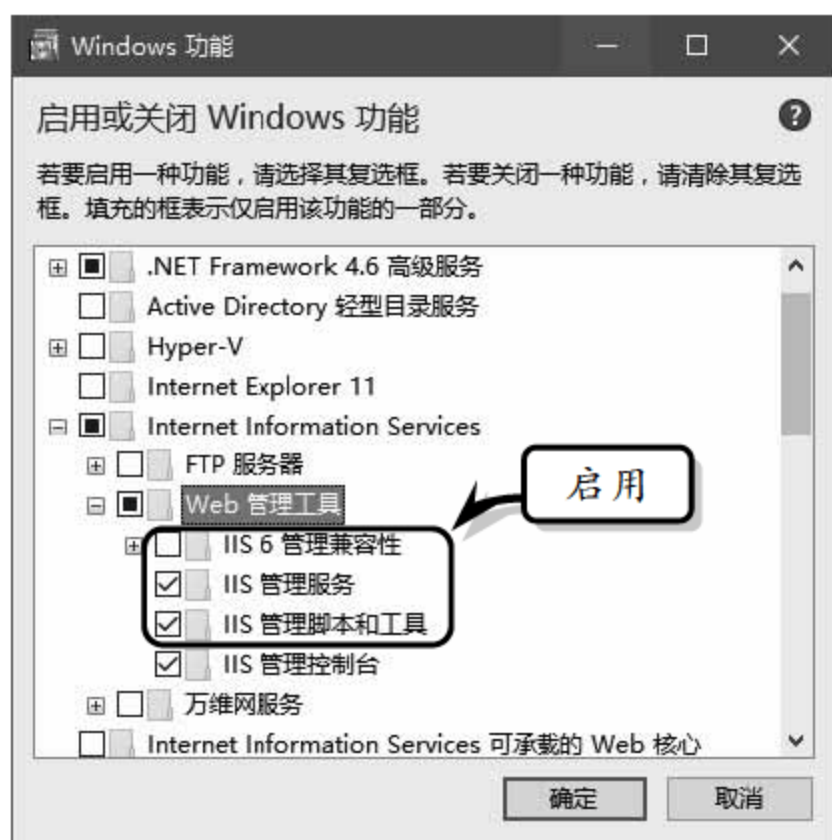 Windows 功能
启用或关闭 Windows 功能
若要启用一种功能，请选择其复选框。若要关闭一种功能，请清除其复选
框。填充的框表示仅启用该功能的一部分。
.NET Framework 4.6 高级服务
Active Directory 轻型目录服务
Hyper-V
Internet Explorer 11
Internet Information Services
FTP 服务器
Web 管理工具
启用
IIS 6 管理兼容性
IIS 管理服务
IIS 管理脚本和工具
IIS 管理控制台
万维网服务
Internet Information Services 可承载的 Web 核心
确定
取消